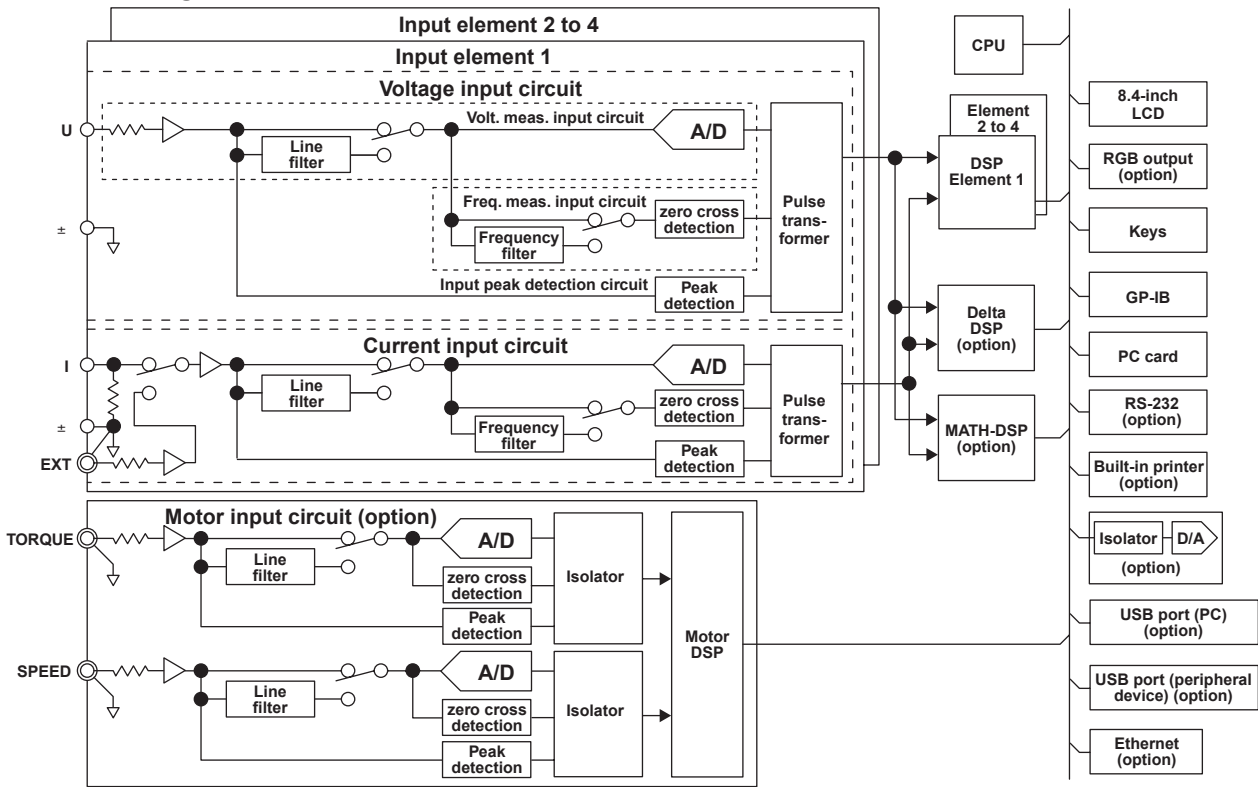 Input element 2 to 4
Input element 1
Voltage input circuit
U
Volt. meas. input circuit
A/D
Line
filter
Freq. meas. input circuit
zero cross
detection
Frequency
filter
±
Input peak detection circuit
Peak
detection
Pulse
trans-
former
Current input circuit
I
A/D
Line
filter
zero cross
detection
Frequency
filter
±
EXT
Peak
detection
Pulse
trans-
former
Motor input circuit (option)
TORQUE
A/D
Line
filter
zero cross
detection
Peak
detection
Isolator
SPEED
A/D
Line
filter
zero cross
detection
Peak
detection
Isolator
Motor
DSP
CPU
Element
2 to 4
DSP
Element 1
Delta
DSP
(option)
MATH-DSP
(option)
8.4-inch
LCD
RGB output
(option)
Keys
GP-IB
PC card
RS-232
(option)
Built-in printer
(option)
Isolator
D/A
(option)
USB port (PC)
(option)
USB port (peripheral
device) (option)
Ethernet
(option)